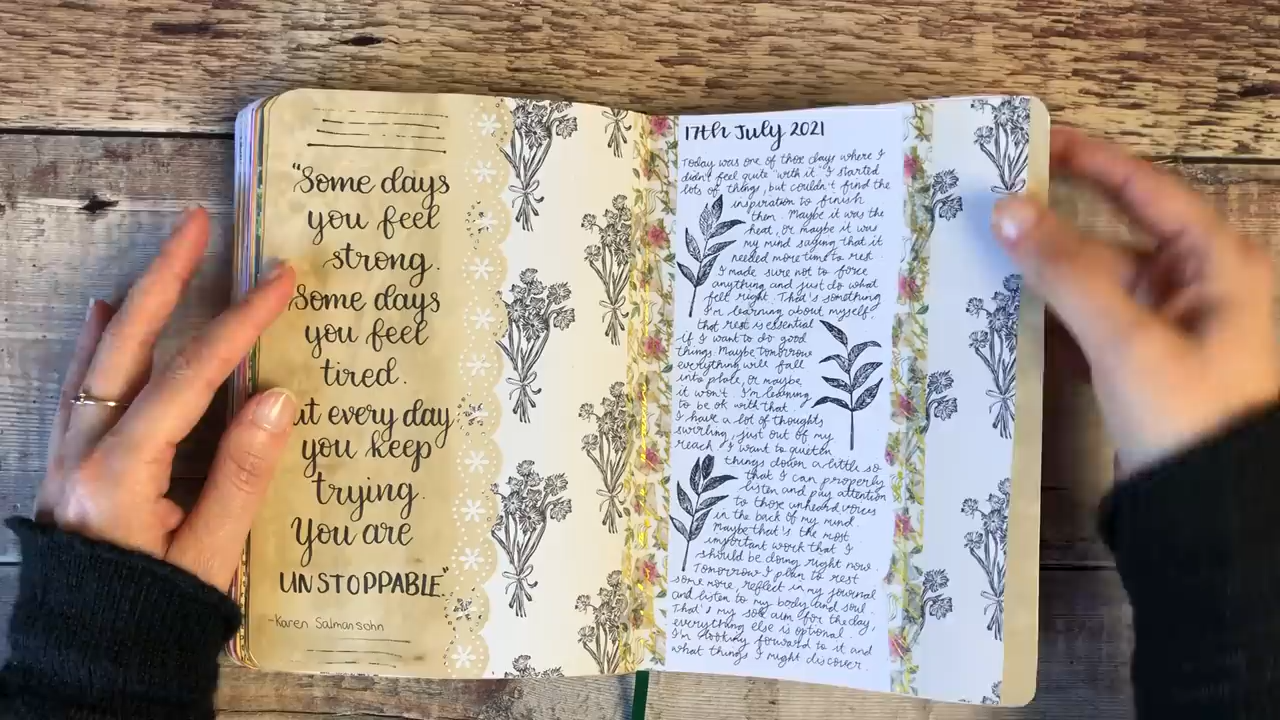 "Some days
you feel
strong.
Some days
you feel
tired.
ut every day
you keep
trying.
You are
UNSTOPPABLE"
-Karen Salmansohn
17th July 2021
Today was one of those days where I
didn't feel quite "with it" I started
lots of things, but couldn't find the
inspiration to finish
them. Maybe it was the
heat, or maybe it was
my mind saying that it
needed more time to rest.
I made sure not to force
anything and just do what
felt right. That's something
I'm learning about myself,
that rest is essential
if I want to do good
things. Maybe tomorrow
everything will fall
into place, or maybe
it won't. I'm learning
to be ok with that.
I have a lot of thoughts
swirling, just out of my
reach. I want to quieten
things down a little so
that I can properly
listen and pay attention
to those unheard voices
in the back of my mind.
Maybe that's the most
important work that I
should be doing right now.
Tomorrow I plan to rest
some more, reflect in my journal
and listen to my body and soul.
That's my sole aim for the day,
everything else is optional.
I'm looking forward to it and
what things I might discover.